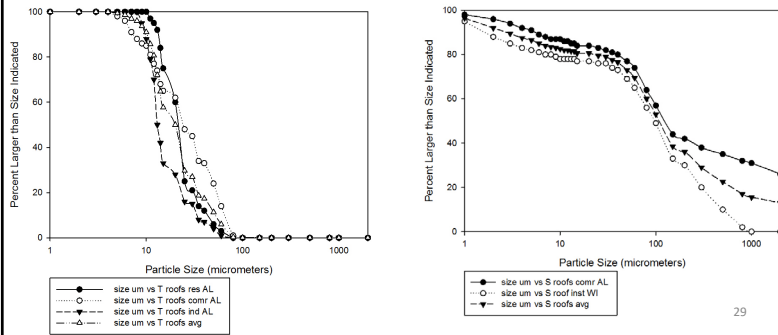 100
80
60
40
20
0
Percent Larger than Size Indicated
1
10
100
1000
Particle Size (micrometers)
size um vs T roofs res AL
size um vs T roofs comr AL
size um vs T roofs ind AL
size um vs T roofs avg
100
80
60
40
20
0
Percent Larger than Size Indicated
1
10
100
1000
Particle Size (micrometers)
size um vs S roofs comr AL
size um vs S roof inst WI
size um vs S roofs avg
29